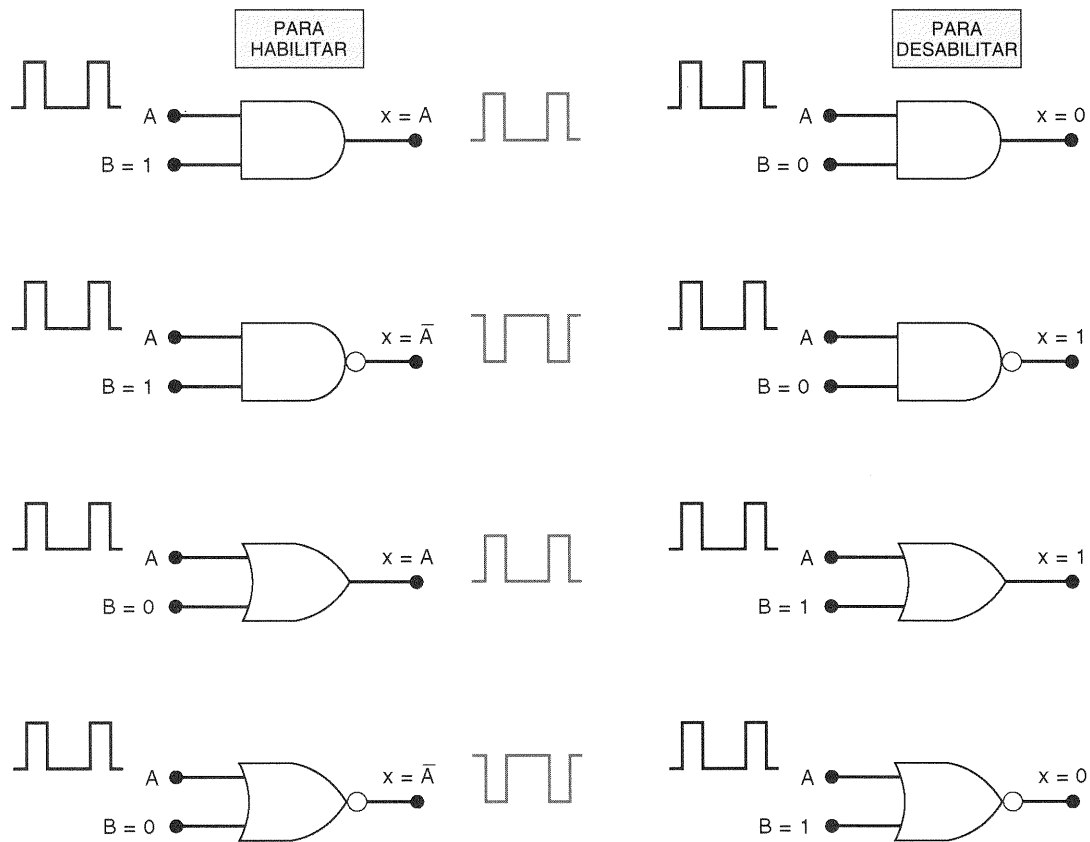 PARA
HABILITAR
PARA
DESABILITAR
A
x = A
B = 1
A
x = 0
B = 0
A
x = A̅
B = 1
A
x = 1
B = 0
A
x = A
B = 0
A
x = 1
B = 1
A
x = A̅
B = 0
A
x = 0
B = 1